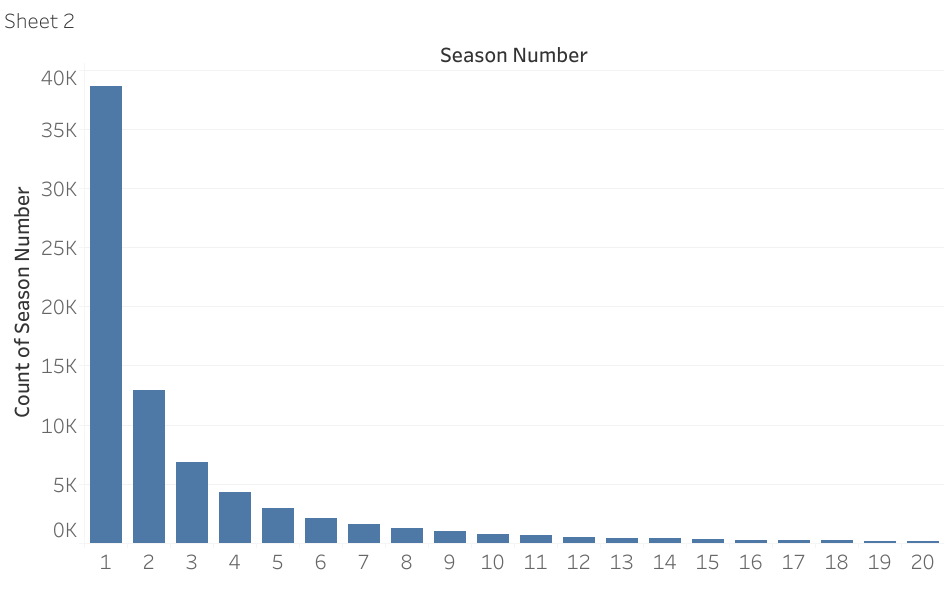 Sheet 2
Season Number
Count of Season Number
40K
35K
30K
25K
20K
15K
10K
5K
0K
1 2 3 4 5 6 7 8 9 10 11 12 13 14 15 16 17 18 19 20